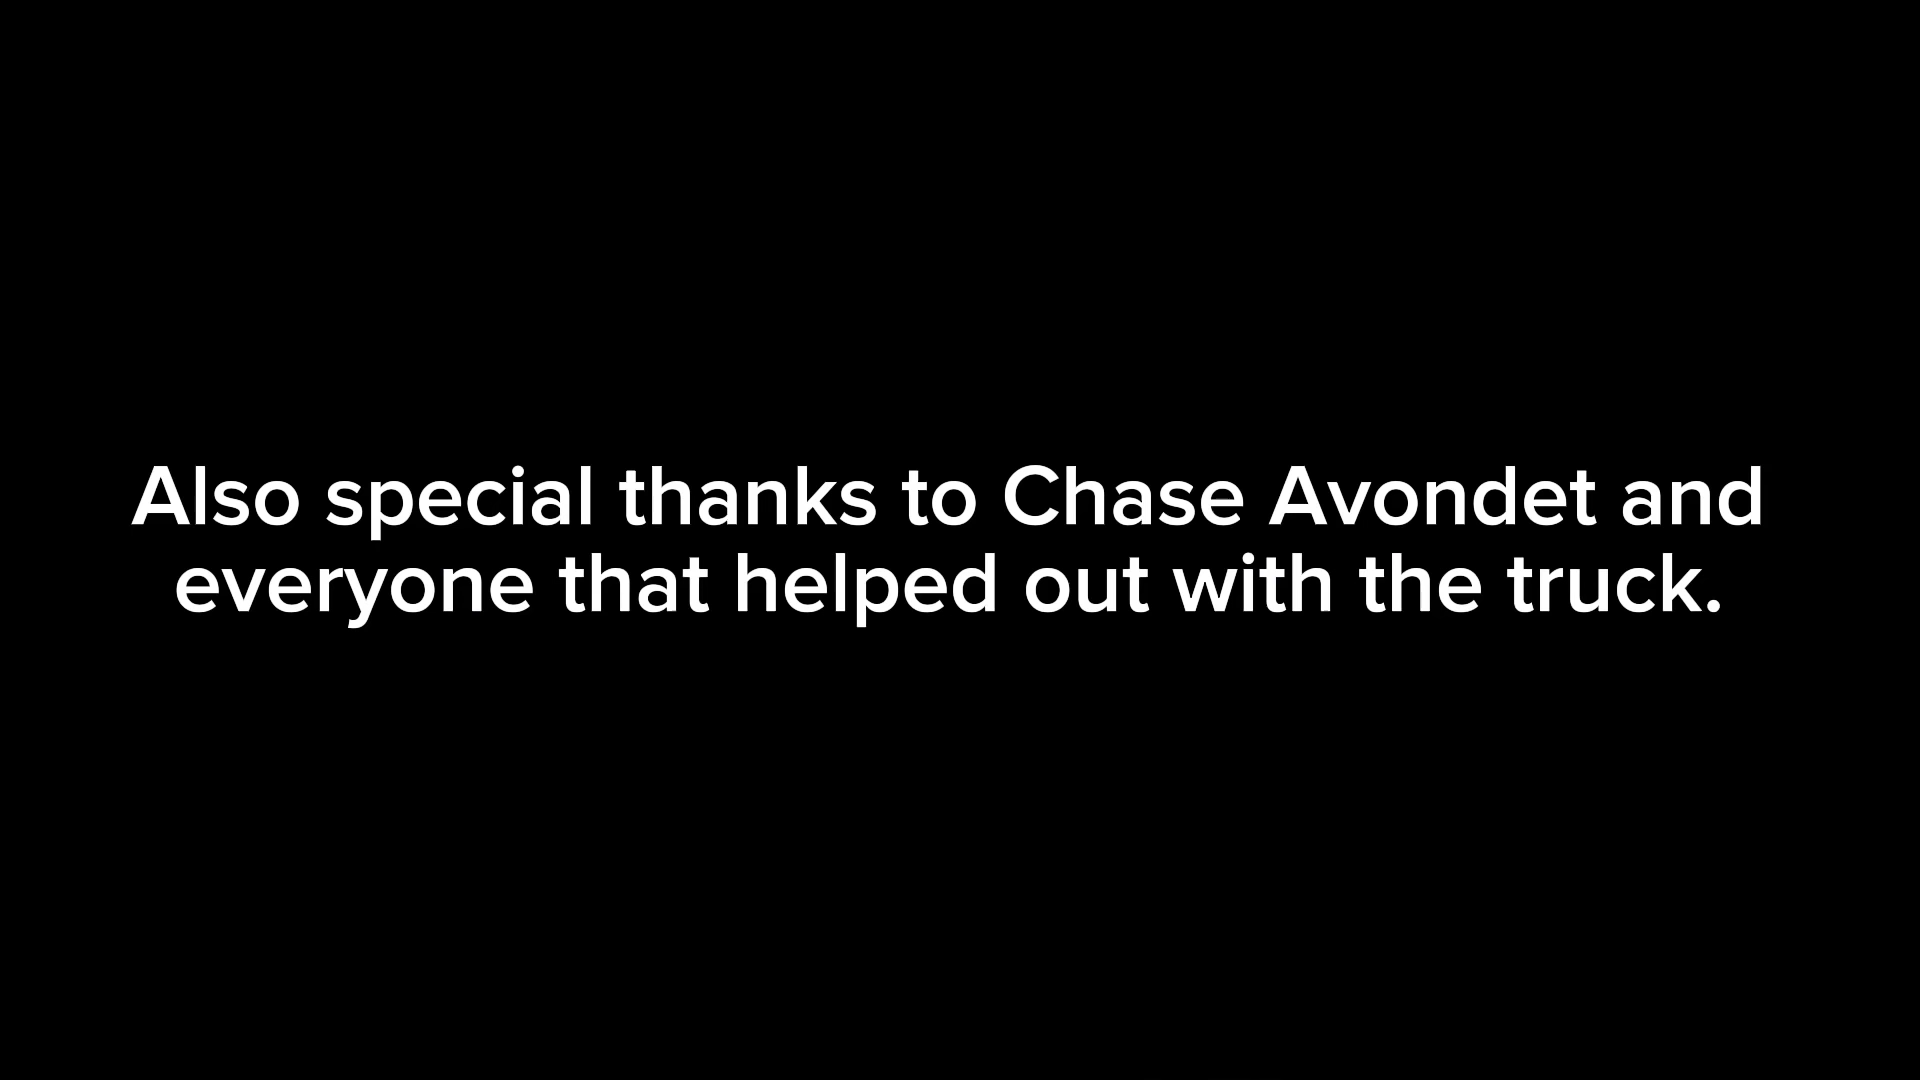 Also special thanks to Chase Avondet and
everyone that helped out with the truck.